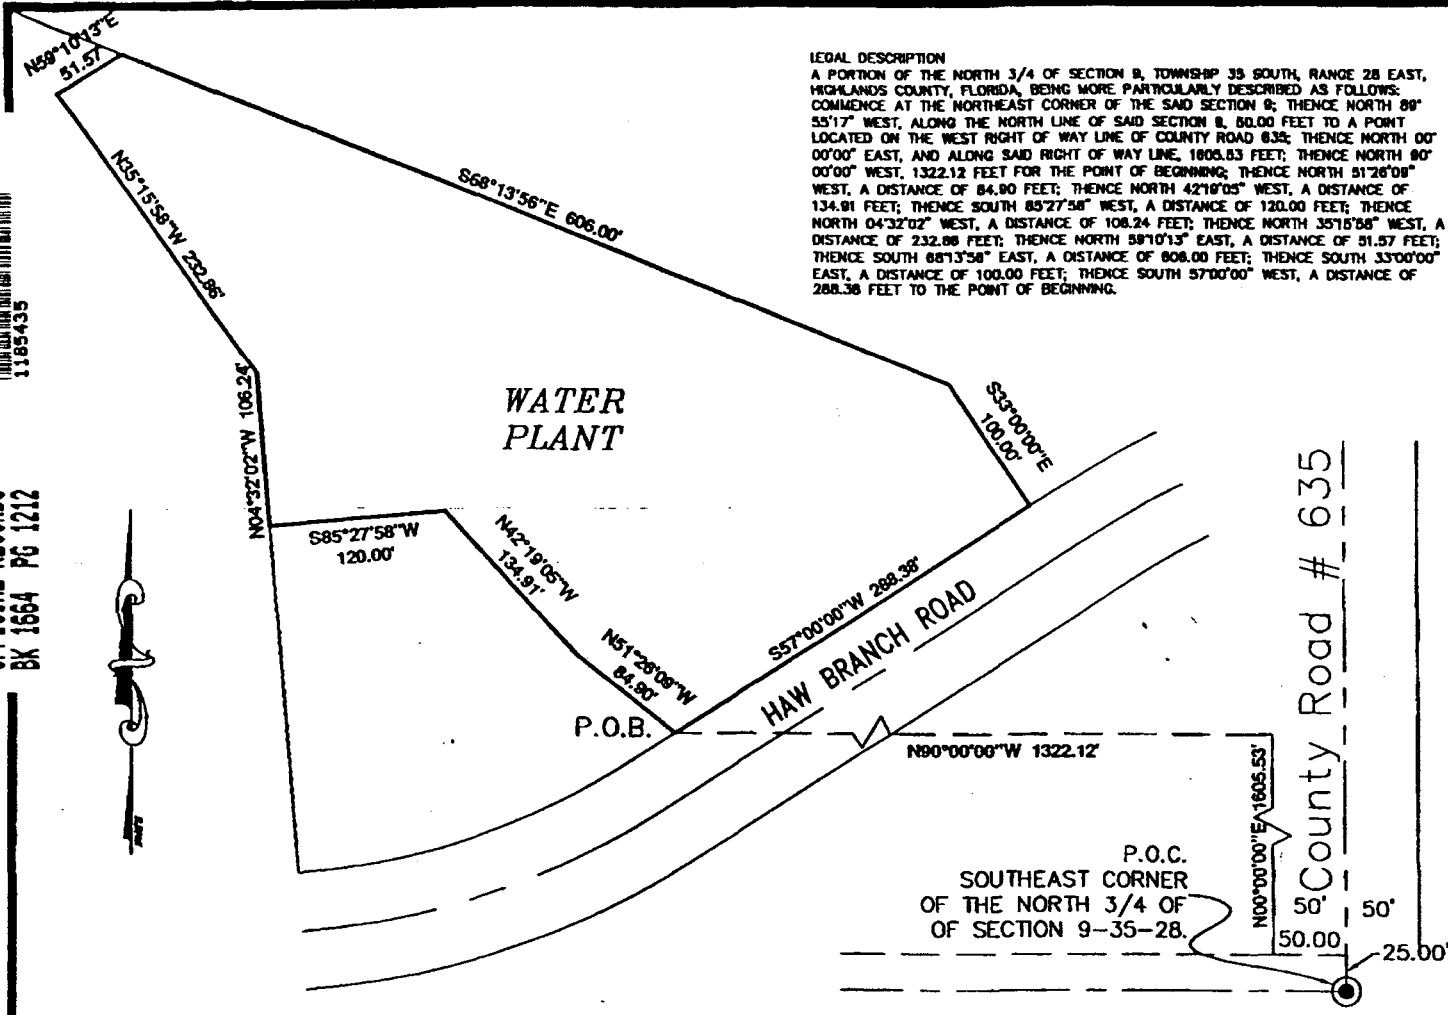 LEGAL DESCRIPTION
A PORTION OF THE NORTH 3/4 OF SECTION 9, TOWNSHIP 35 SOUTH, RANGE 28 EAST,
HIGHLANDS COUNTY, FLORIDA, BEING MORE PARTICULARLY DESCRIBED AS FOLLOWS:
COMMENCE AT THE NORTHEAST CORNER OF THE SAID SECTION 9; THENCE NORTH 89°
55'17" WEST, ALONG THE NORTH LINE OF SAID SECTION 9, 50.00 FEET TO A POINT
LOCATED ON THE WEST RIGHT OF WAY LINE OF COUNTY ROAD 635; THENCE NORTH 00°
00'00" EAST, AND ALONG SAID RIGHT OF WAY LINE, 1605.53 FEET; THENCE NORTH 90°
00'00" WEST, 1322.12 FEET FOR THE POINT OF BEGINNING; THENCE NORTH 51°26'09"
WEST, A DISTANCE OF 84.90 FEET; THENCE NORTH 42°19'05" WEST, A DISTANCE OF
134.91 FEET; THENCE SOUTH 85°27'58" WEST, A DISTANCE OF 120.00 FEET; THENCE
NORTH 04°32'02" WEST, A DISTANCE OF 106.24 FEET; THENCE NORTH 35°15'58" WEST, A
DISTANCE OF 232.86 FEET; THENCE NORTH 59°10'13" EAST, A DISTANCE OF 51.57 FEET;
THENCE SOUTH 68°13'56" EAST, A DISTANCE OF 606.00 FEET; THENCE SOUTH 33°00'00"
EAST, A DISTANCE OF 100.00 FEET; THENCE SOUTH 57°00'00" WEST, A DISTANCE OF
288.38 FEET TO THE POINT OF BEGINNING.
N59°10'13"E
51.57'
N35°15'58"W 232.86'
S68°13'56"E 606.00'
1185435
BK 1664 PG 1212
WATER
PLANT
N04°32'02"W 106.24'
S85°27'58"W
120.00'
N42°19'05"W
134.91'
N51°26'09"W
84.90'
S33°00'00"E
100.00'
S57°00'00"W 288.38'
HAW BRANCH ROAD
P.O.B.
N90°00'00"W 1322.12'
N00°00'00"E 1605.53'
County Road # 635
P.O.C.
SOUTHEAST CORNER
OF THE NORTH 3/4 OF
OF SECTION 9-35-28.
50'
50'
50.00
25.00'